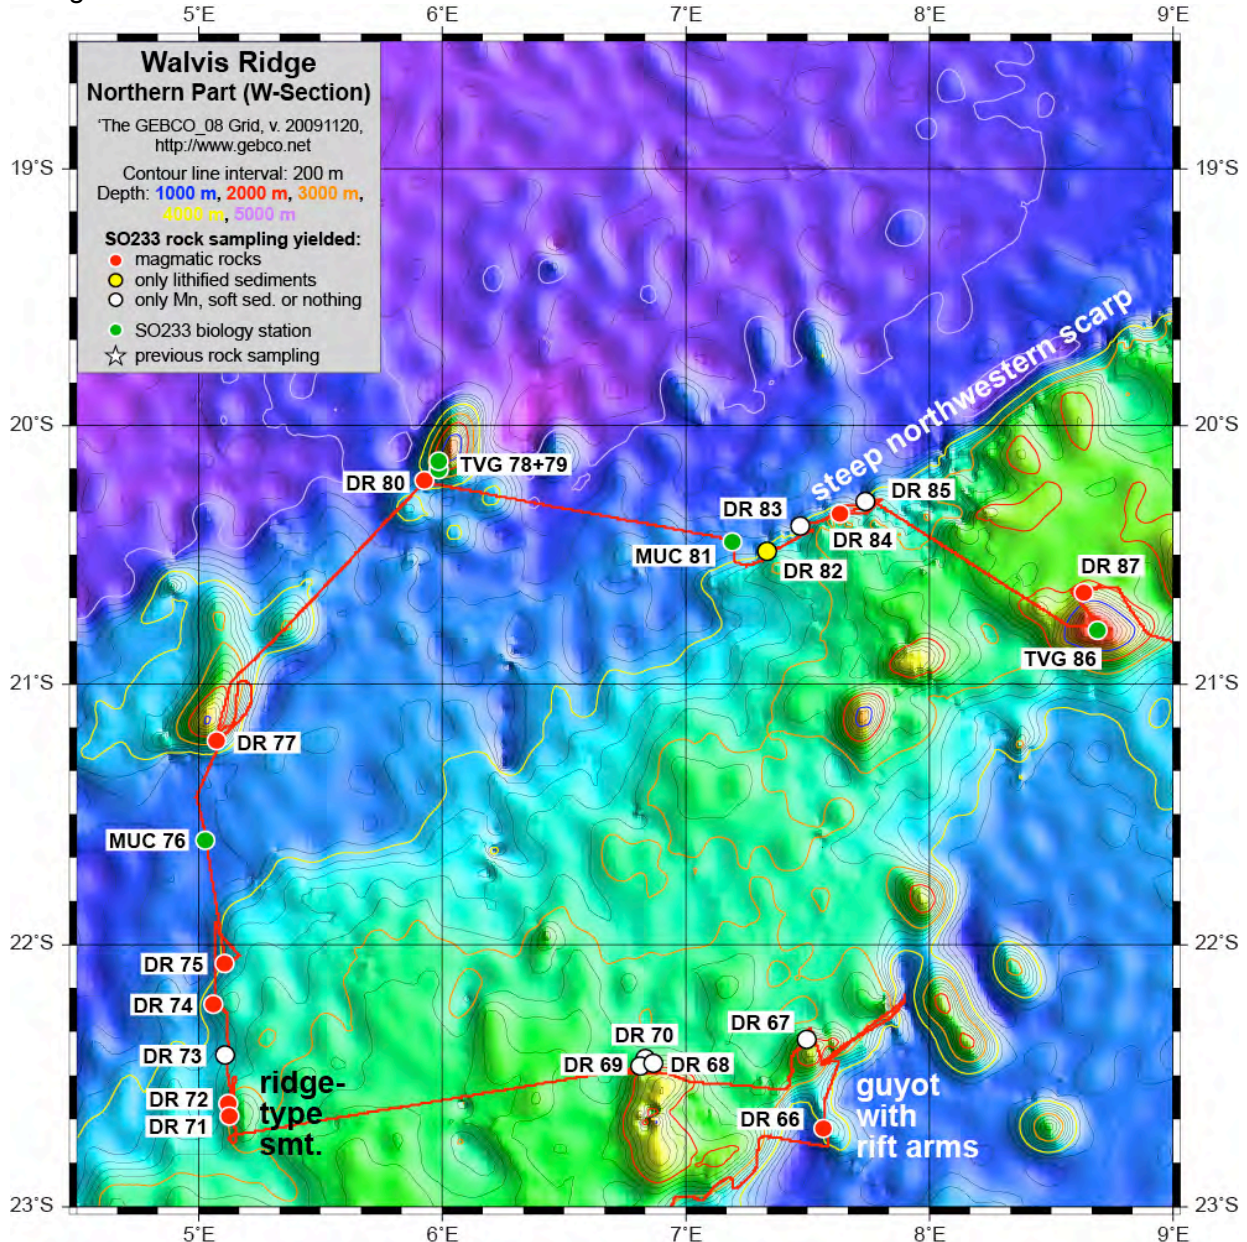 5°E 6°E 7°E 8°E 9°E
Walvis Ridge
Northern Part (W-Section)
'The GEBCO_08 Grid, v. 20091120,
http://www.gebco.net
Contour line interval: 200 m
Depth: 1000 m, 2000 m, 3000 m,
4000 m, 5000 m
SO233 rock sampling yielded:
magmatic rocks
only lithified sediments
only Mn, soft sed. or nothing
SO233 biology station
previous rock sampling
19°S 19°S
steep northwestern scarp
20°S 20°S
TVG 78+79
DR 80
DR 85
DR 83
DR 84
MUC 81
DR 82
DR 87
TVG 86
21°S 21°S
DR 77
MUC 76
22°S 22°S
DR 75
DR 74
DR 67
DR 70
DR 73
DR 69
DR 68
ridge-
type
smt.
guyot
with
rift arms
DR 72
DR 71
DR 66
23°S 23°S
5°E 6°E 7°E 8°E 9°E